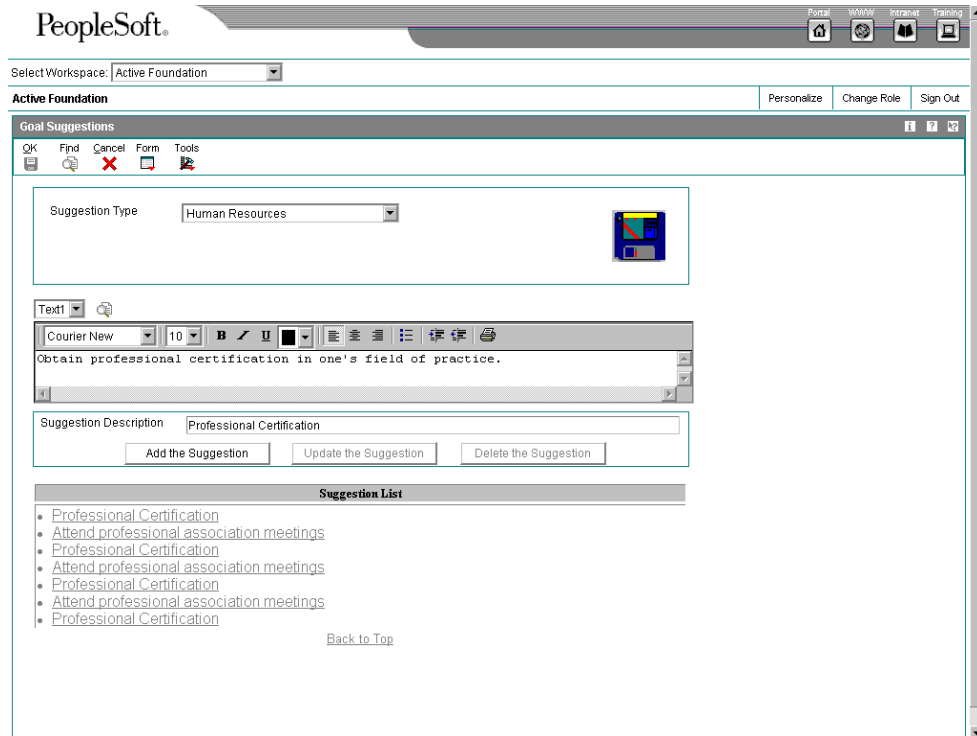 PeopleSoft®
Portal WWW Intranet Training
Select Workspace: Active Foundation
Active Foundation Personalize Change Role Sign Out
Goal Suggestions
OK Find Cancel Form Tools
Suggestion Type Human Resources
Text1
Courier New 10 B I U
Obtain professional certification in one's field of practice.
Suggestion Description Professional Certification
Add the Suggestion Update the Suggestion Delete the Suggestion
Suggestion List
Professional Certification
Attend professional association meetings
Professional Certification
Attend professional association meetings
Professional Certification
Attend professional association meetings
Professional Certification
Back to Top